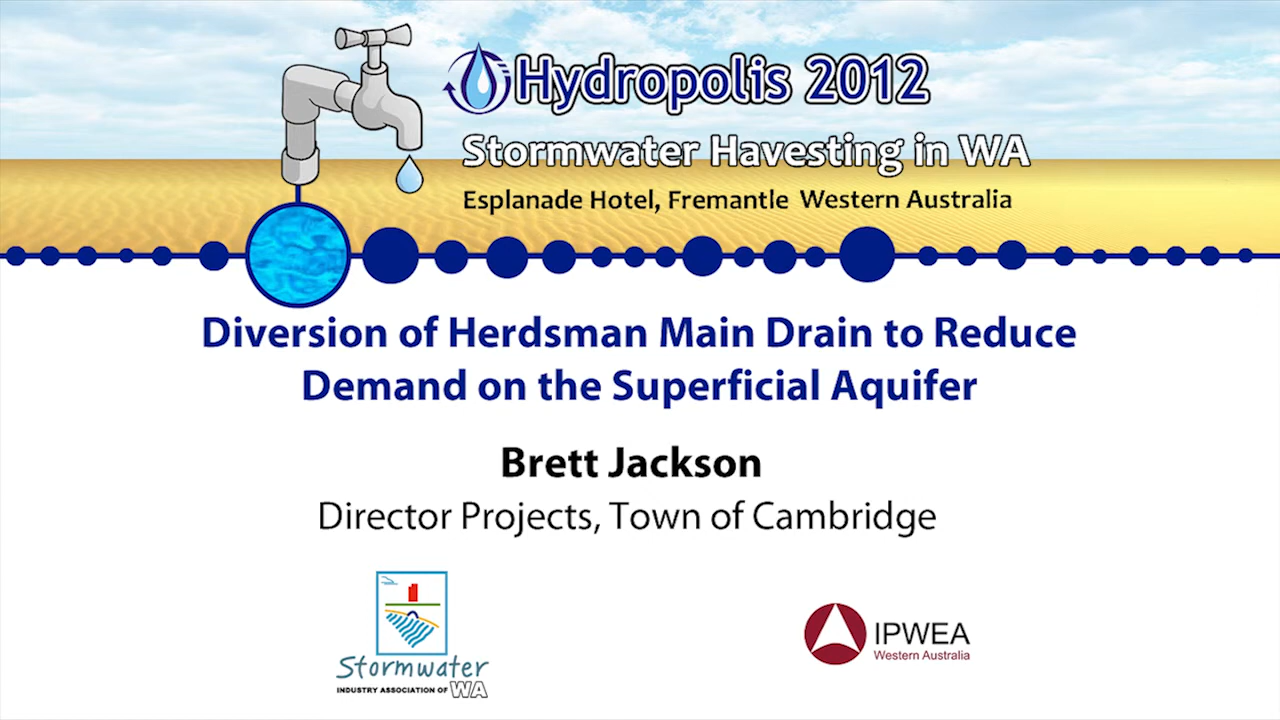 Hydropolis 2012
Stormwater Havesting in WA
Esplanade Hotel, Fremantle Western Australia
Diversion of Herdsman Main Drain to Reduce
Demand on the Superficial Aquifer
Brett Jackson
Director Projects, Town of Cambridge
Stormwater
INDUSTRY ASSOCIATION OF WA
IPWEA
Western Australia